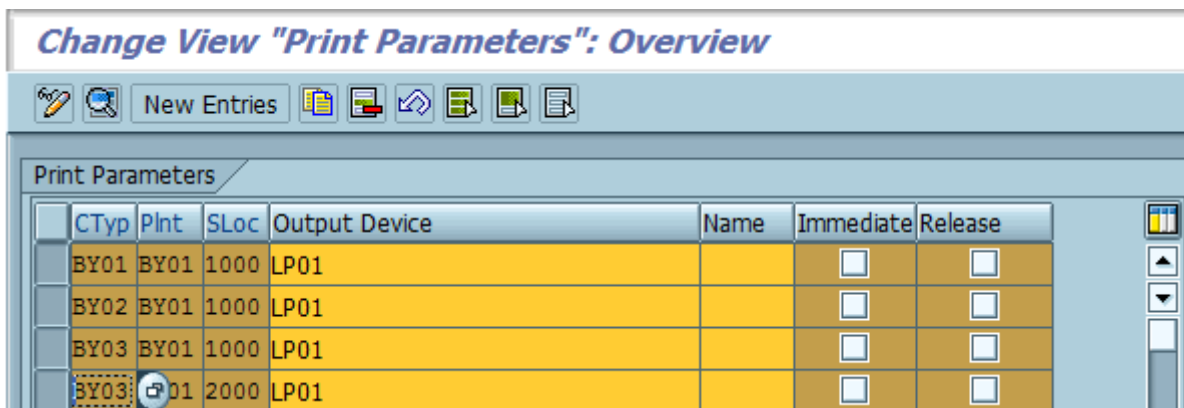 Change View "Print Parameters": Overview
New Entries
Print Parameters
CTyp Plnt SLoc Output Device Name Immediate Release
BY01 BY01 1000 LP01
BY02 BY01 1000 LP01
BY03 BY01 1000 LP01
BY03 01 2000 LP01